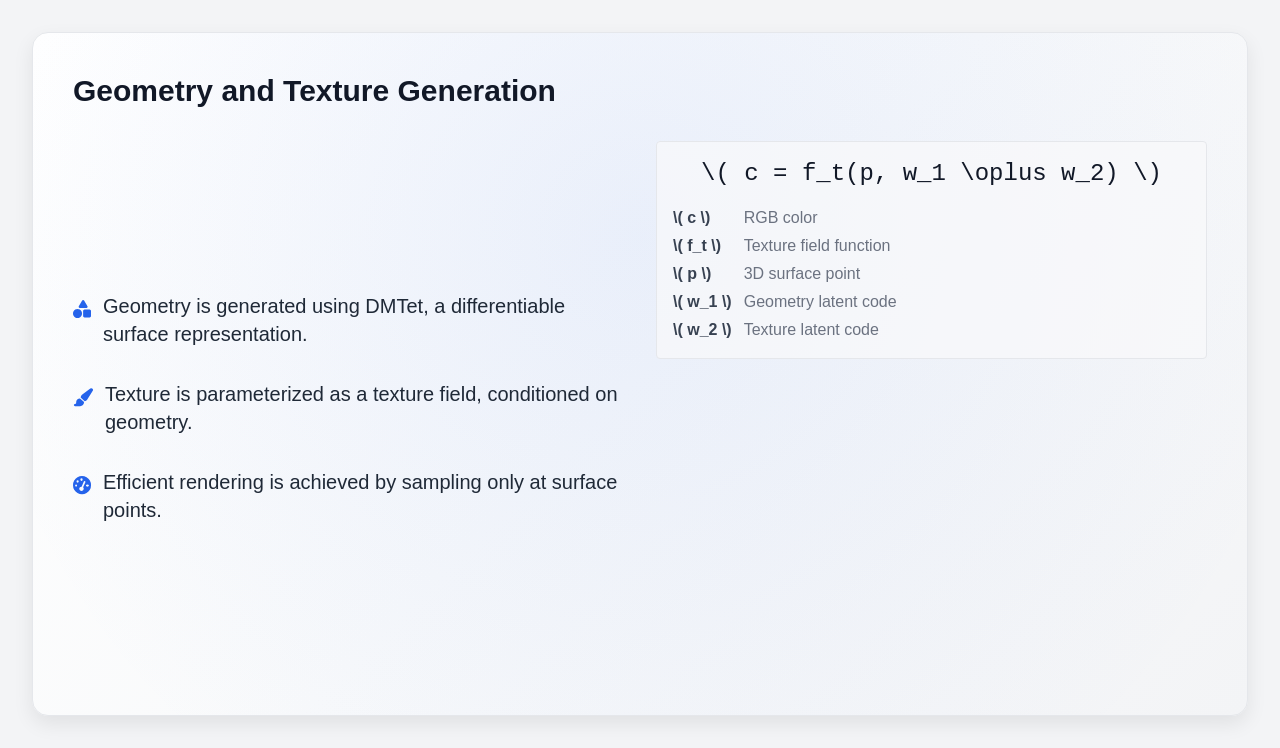 Geometry and Texture Generation
Geometry is generated using DMTet, a differentiable
surface representation.
Texture is parameterized as a texture field, conditioned on
geometry.
Efficient rendering is achieved by sampling only at surface
points.
\( c = f_t(p, w_1 \oplus w_2) \)
\( c \) RGB color
\( f_t \) Texture field function
\( p \) 3D surface point
\( w_1 \) Geometry latent code
\( w_2 \) Texture latent code